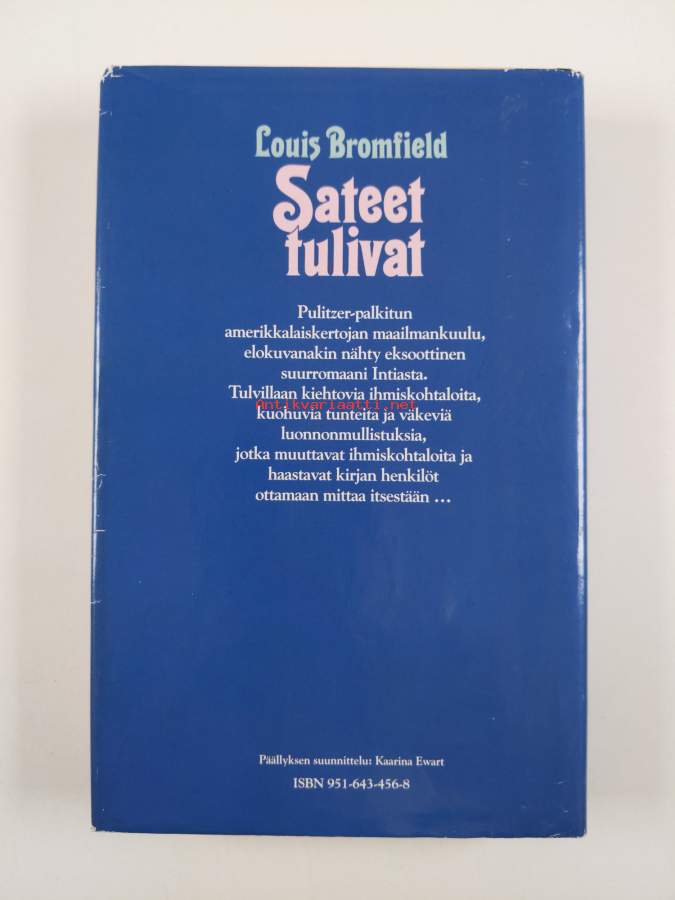 Louis Bromfield
Sateet
tulivat
Pulitzer-palkitun
amerikkalaiskertojan maailmankuulu,
elokuvanakin nähty eksoottinen
suurromaani Intiasta.
Tulvillaan kiehtovia ihmiskohtaloita,
Antikvariaatti.net
kuohuvia tunteita ja väkeviä
luonnonmullistuksia,
jotka muuttavat ihmiskohtaloita ja
haastavat kirjan henkilöt
ottamaan mittaa itsestään ...
Päällyksen suunnittelu: Kaarina Ewart
ISBN 951-643-456-8